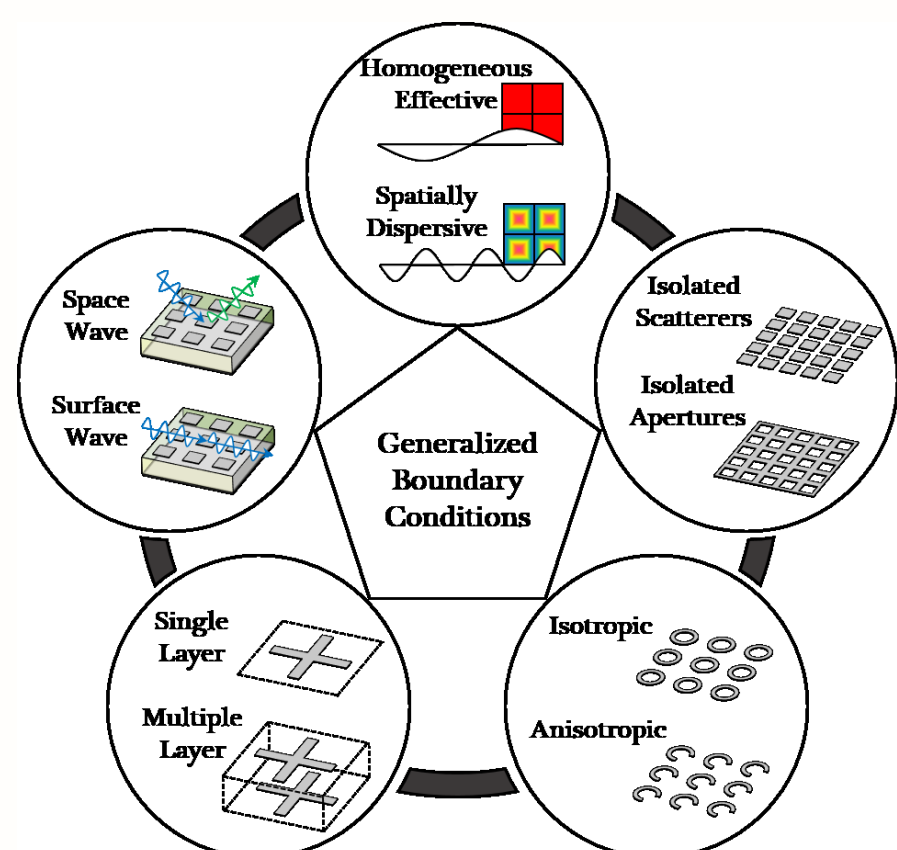 Homogeneous
Effective
Spatially
Dispersive
Space
Wave
Surface
Wave
Isolated
Scatterers
Isolated
Apertures
Generalized
Boundary
Conditions
Single
Layer
Multiple
Layer
Isotropic
Anisotropic